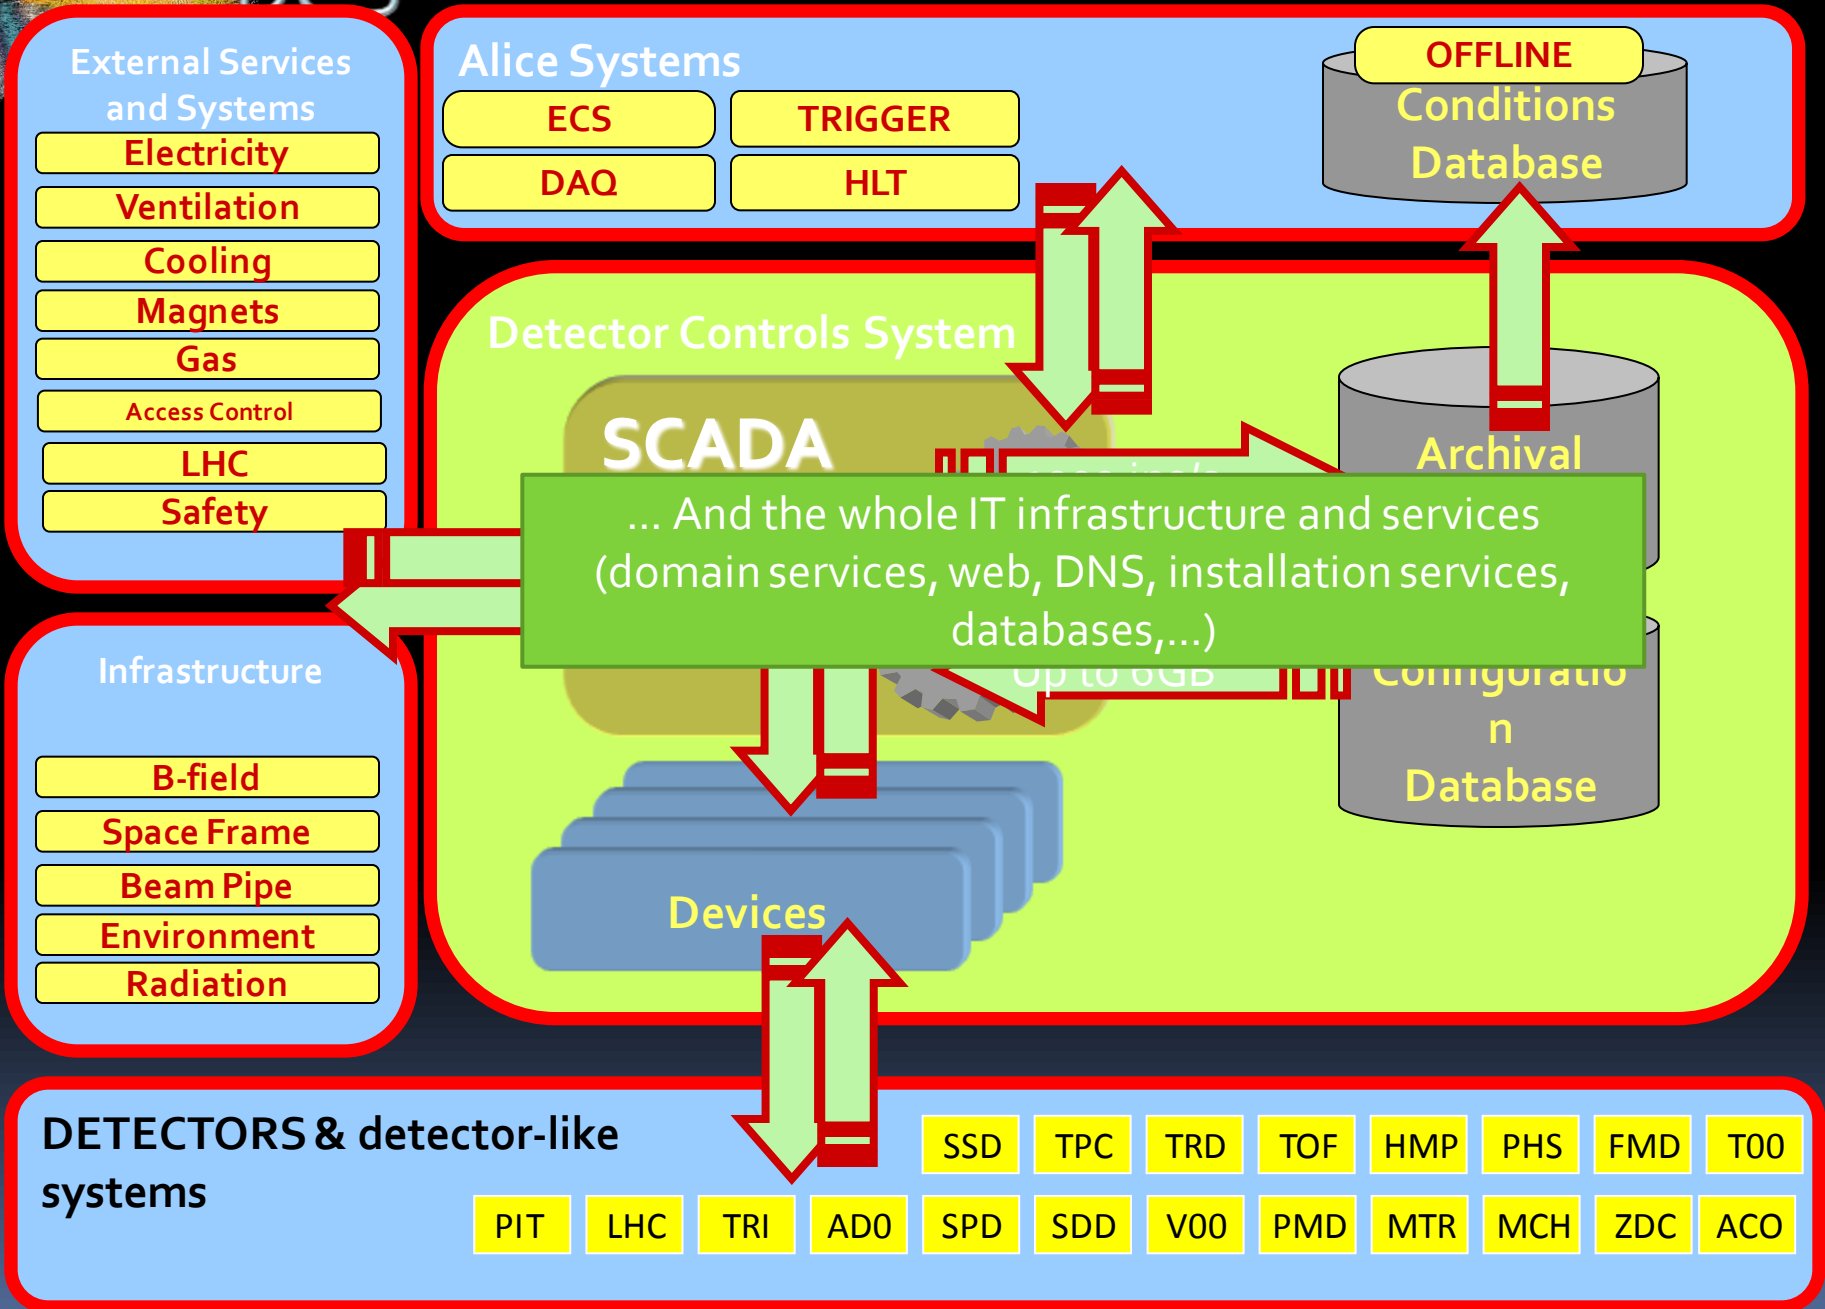 External Services
and Systems
Electricity
Ventilation
Cooling
Magnets
Gas
Access Control
LHC
Safety
Alice Systems
ECS
TRIGGER
DAQ
HLT
OFFLINE
Conditions
Database
Detector Controls System
SCADA
Archival
... And the whole IT infrastructure and services
(domain services, web, DNS, installation services,
databases,...)
Up to 6GB
Configuratio
n
Database
Devices
Infrastructure
B-field
Space Frame
Beam Pipe
Environment
Radiation
DETECTORS & detector-like
systems
SSD TPC TRD TOF HMP PHS FMD T00
PIT LHC TRI AD0 SPD SDD V00 PMD MTR MCH ZDC ACO